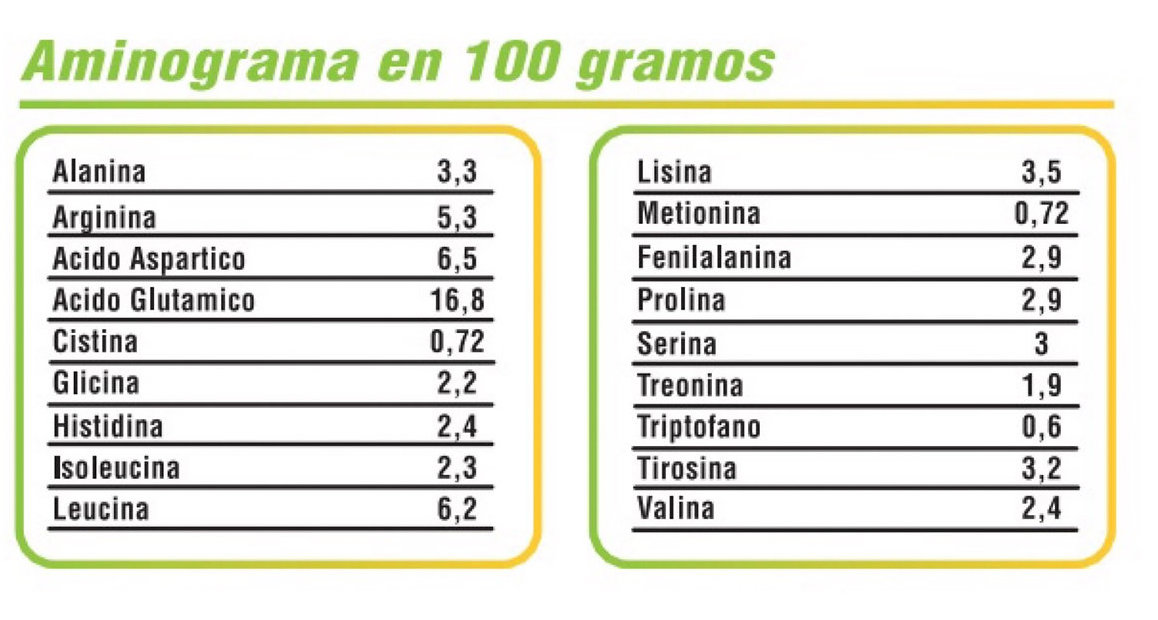 Aminograma en 100 gramos
Alanina 3,3
Arginina 5,3
Acido Aspartico 6,5
Acido Glutamico 16,8
Cistina 0,72
Glicina 2,2
Histidina 2,4
Isoleucina 2,3
Leucina 6,2
Lisina 3,5
Metionina 0,72
Fenilalanina 2,9
Prolina 2,9
Serina 3
Treonina 1,9
Triptofano 0,6
Tirosina 3,2
Valina 2,4